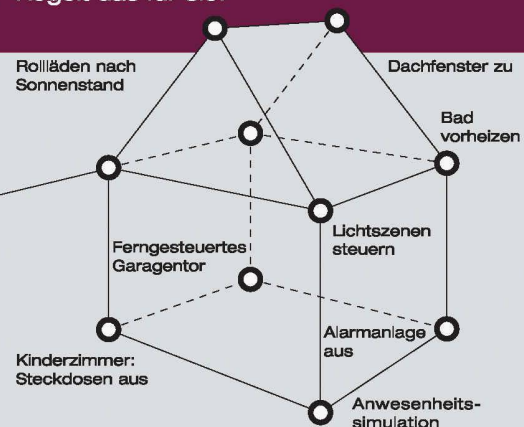 Rollläden nach
Sonnenstand
Dachfenster zu
Bad
vorheizen
Lichtszenen
steuern
Ferngesteuertes
Garagentor
Alarmanlage
aus
Kinderzimmer:
Steckdosen aus
Anwesenheits-
simulation